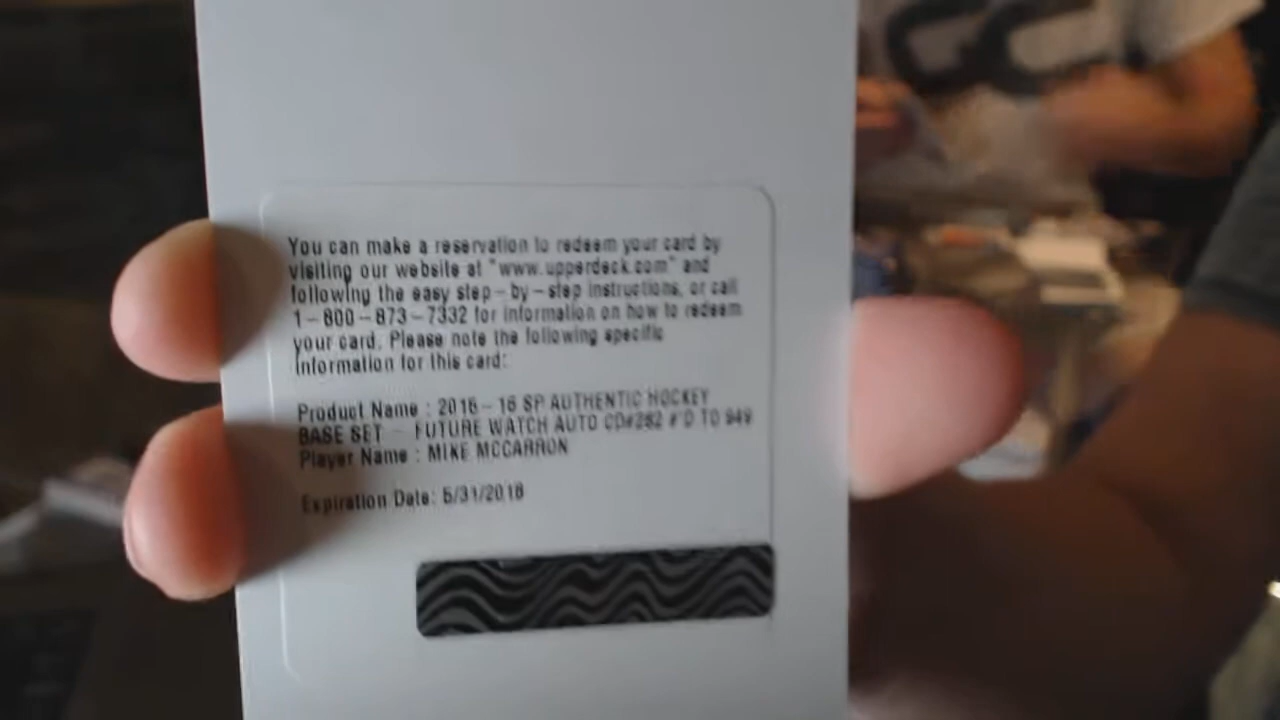 You can make a reservation to redeem your card by
visiting our website at "www.upperdeck.com" and
following the easy step-by-step instructions, or call
1-800-873-7332 for information on how to redeem
your card. Please note the following specific
information for this card:
Product Name : 2015-16 SP AUTHENTIC HOCKEY
BASE SET - FUTURE WATCH AUTO CD#282 #'D TO 949
Player Name : MIKE MCCARRON
Expiration Date: 5/31/2018